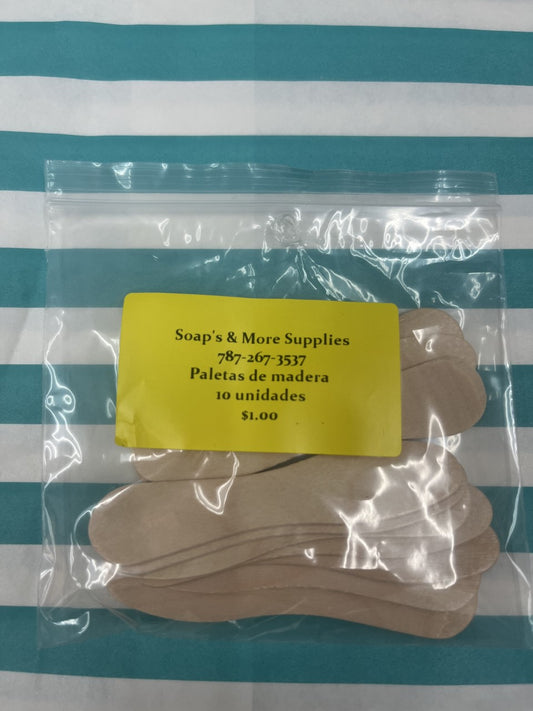 Soap's & More Supplies
787-267-3537
Paletas de madera
10 unidades
$1.00